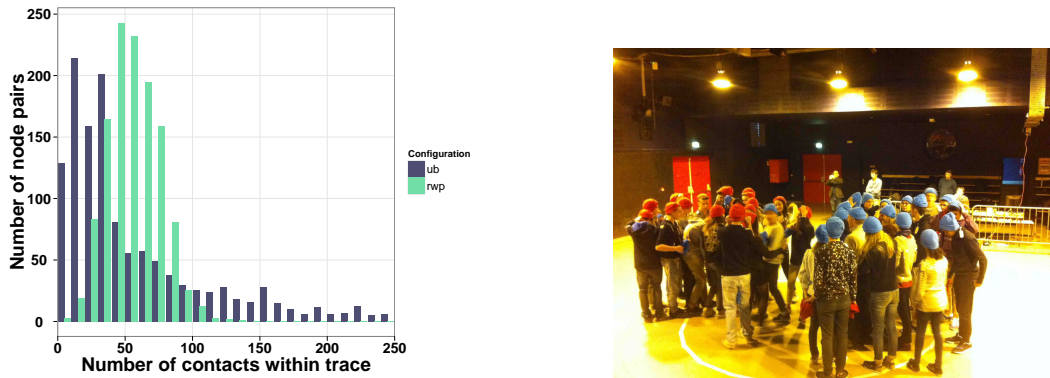 250
200
150
100
50
0
Number of node pairs
0 50 100 150 200 250
Number of contacts within trace
Configuration
ub
rwp